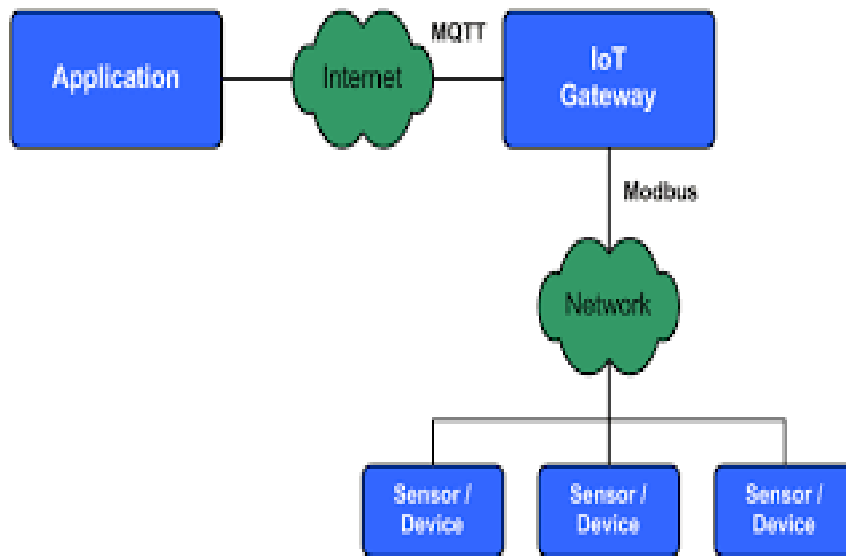 Application
Internet
MQTT
IoT
Gateway
Modbus
Network
Sensor /
Device
Sensor /
Device
Sensor /
Device